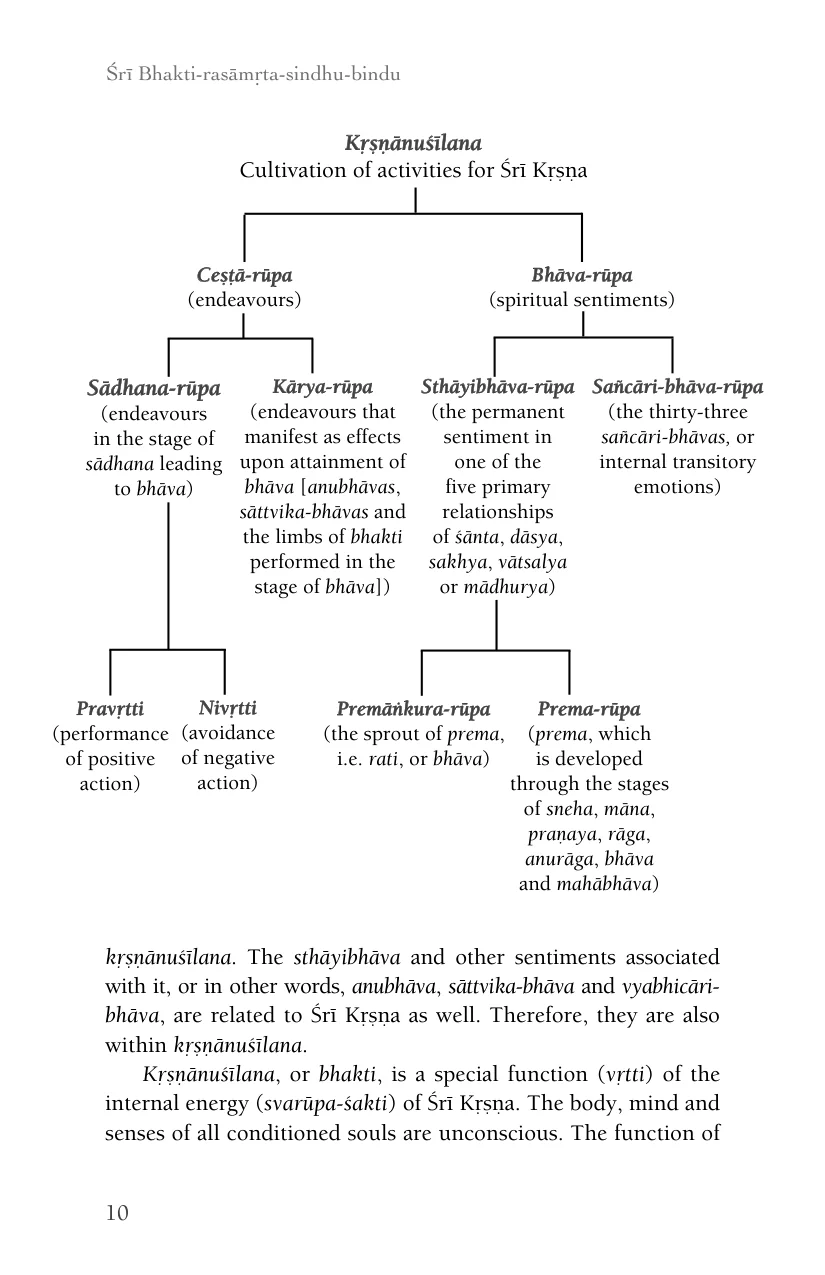 Śrī Bhakti-rasāmṛta-sindhu-bindu
Kṛṣṇānuśīlana
Cultivation of activities for Śrī Kṛṣṇa
Ceṣṭā-rūpa
(endeavours)
Bhāva-rūpa
(spiritual sentiments)
Sādhana-rūpa
(endeavours
in the stage of
sādhana leading
to bhāva)
Kārya-rūpa
(endeavours that
manifest as effects
upon attainment of
bhāva [anubhāvas,
sāttvika-bhāvas and
the limbs of bhakti
performed in the
stage of bhāva])
Sthāyibhāva-rūpa
(the permanent
sentiment in
one of the
five primary
relationships
of śānta, dāsya,
sakhya, vātsalya
or mādhurya)
Sañcāri-bhāva-rūpa
(the thirty-three
sañcāri-bhāvas, or
internal transitory
emotions)
Pravṛtti
(performance
of positive
action)
Nivṛtti
(avoidance
of negative
action)
Premāṅkura-rūpa
(the sprout of prema,
i.e. rati, or bhāva)
Prema-rūpa
(prema, which
is developed
through the stages
of sneha, māna,
praṇaya, rāga,
anurāga, bhāva
and mahābhāva)
kṛṣṇānuśīlana. The sthāyibhāva and other sentiments associated
with it, or in other words, anubhāva, sāttvika-bhāva and vyabhicāri-
bhāva, are related to Śrī Kṛṣṇa as well. Therefore, they are also
within kṛṣṇānuśīlana.
Kṛṣṇānuśīlana, or bhakti, is a special function (vṛtti) of the
internal energy (svarūpa-śakti) of Śrī Kṛṣṇa. The body, mind and
senses of all conditioned souls are unconscious. The function of
10